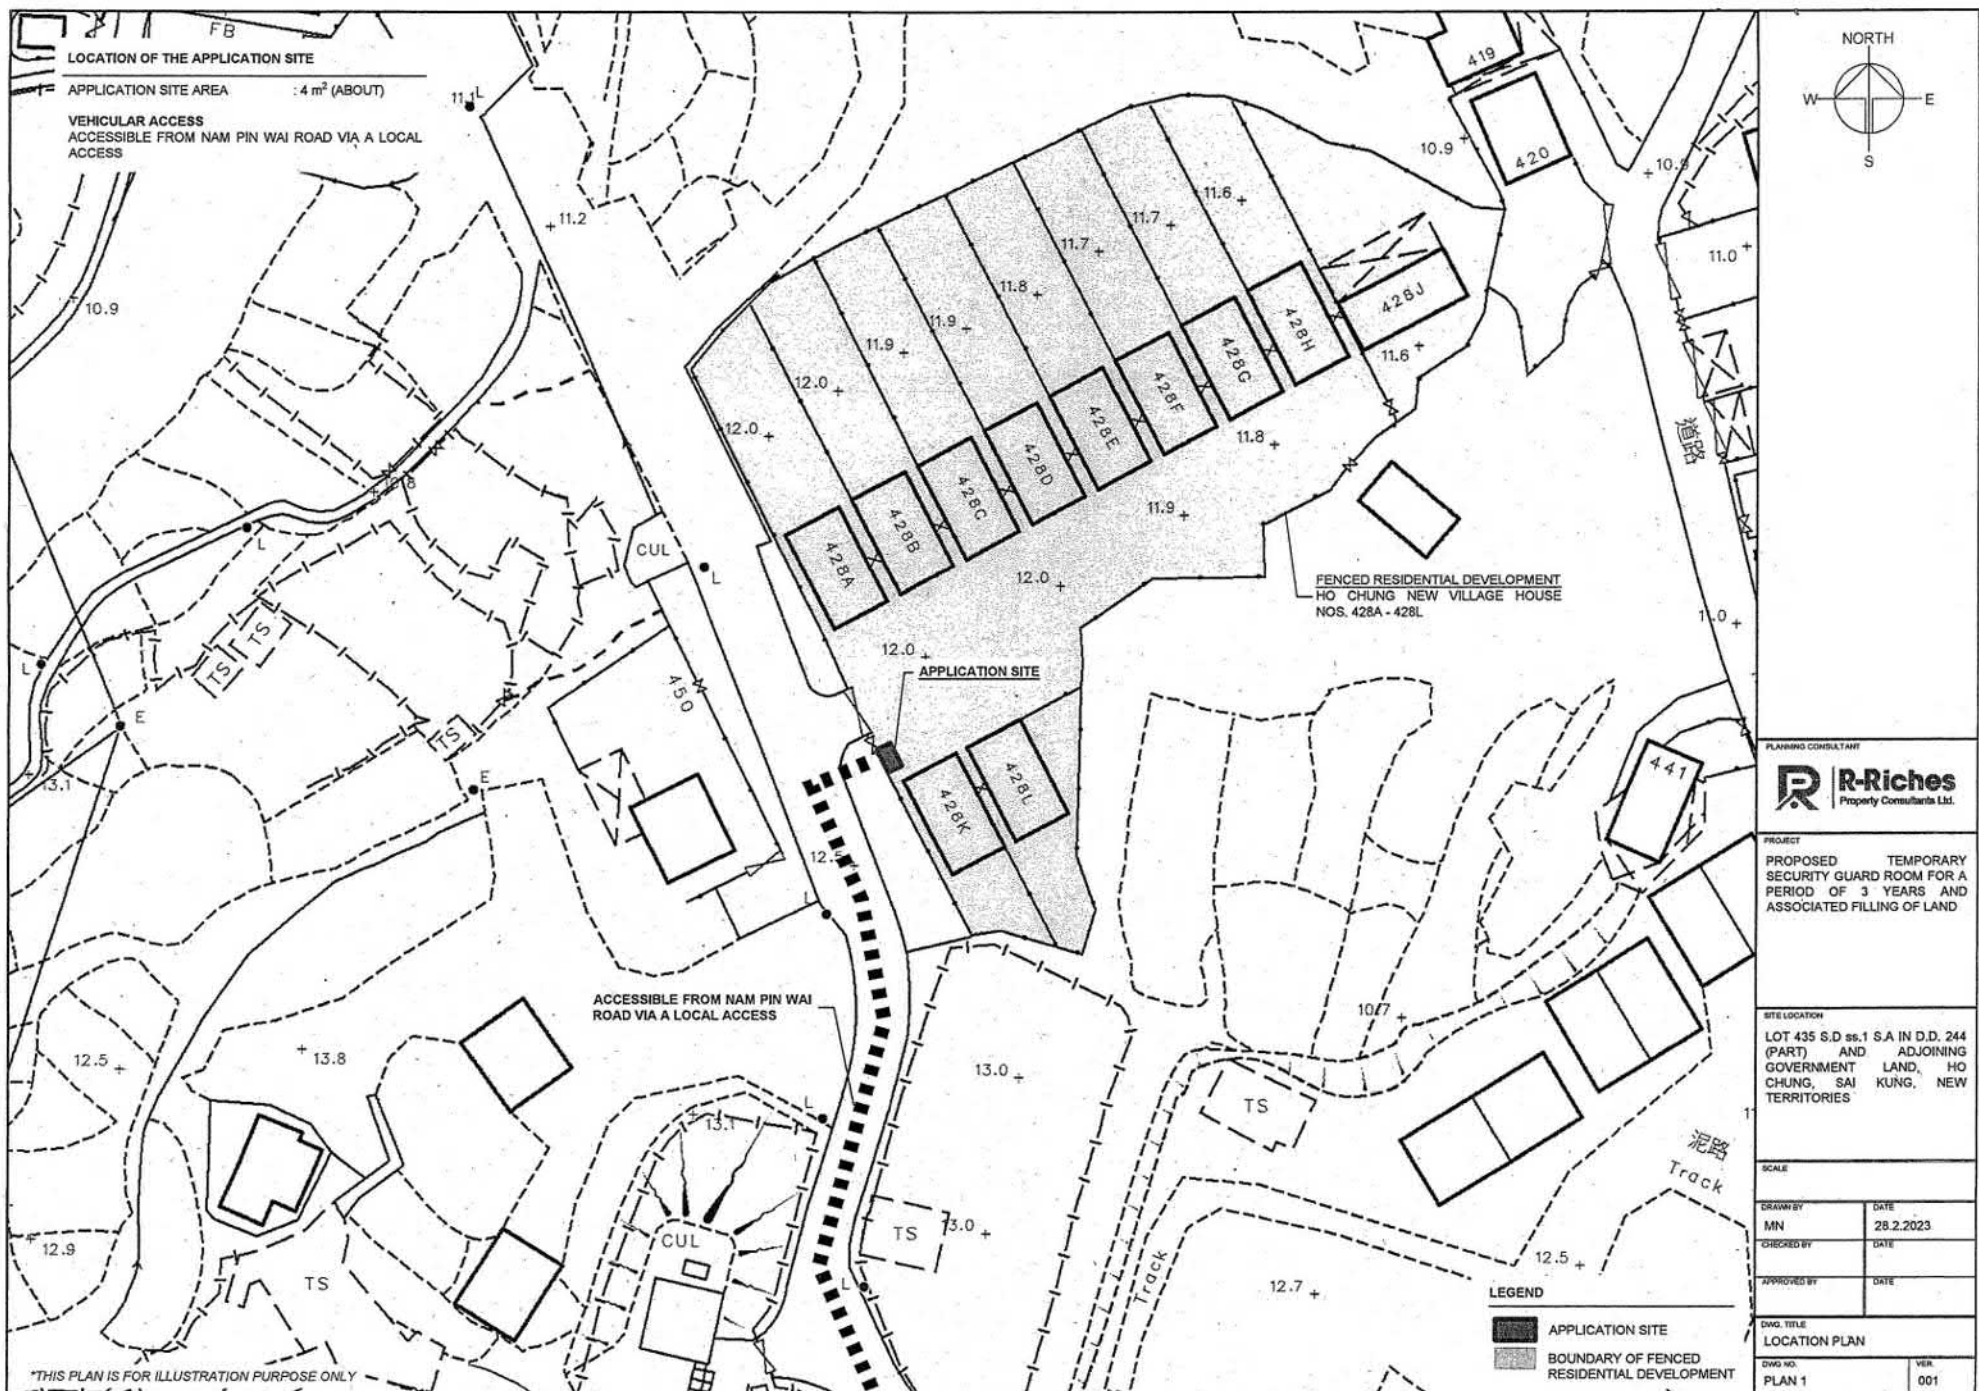 FB
LOCATION OF THE APPLICATION SITE
APPLICATION SITE AREA : 4 m² (ABOUT)
VEHICULAR ACCESS
ACCESSIBLE FROM NAM PIN WAI ROAD VIA A LOCAL
ACCESS
11.1
L
419
420
10.9
10.9
11.2
10.9
11.0
11.6
11.7
11.7
11.8
11.9
11.9
12.0
12.0
428J
428H
428G
428F
428E
428D
428C
428B
428A
11.6
11.8
11.9
12.0
12.0
道路
CUL
L
L
FENCED RESIDENTIAL DEVELOPMENT
HO CHUNG NEW VILLAGE HOUSE
NOS. 428A - 428L
11.0
TS
TS
L
E
450
APPLICATION SITE
TS
E
13.1
428K
428L
441
12.5
L
ACCESSIBLE FROM NAM PIN WAI
ROAD VIA A LOCAL ACCESS
10.7
12.5
13.8
13.0
L
13.1
TS
泥路
Track
TS
13.0
CUL
12.9
TS
L
Track
12.7
12.5
LEGEND
APPLICATION SITE
BOUNDARY OF FENCED
RESIDENTIAL DEVELOPMENT
*THIS PLAN IS FOR ILLUSTRATION PURPOSE ONLY
NORTH
W
E
S
PLANNING CONSULTANT
R-Riches
Property Consultants Ltd.
PROJECT
PROPOSED TEMPORARY
SECURITY GUARD ROOM FOR A
PERIOD OF 3 YEARS AND
ASSOCIATED FILLING OF LAND
SITE LOCATION
LOT 435 S.D ss.1 S.A IN D.D. 244
(PART) AND ADJOINING
GOVERNMENT LAND, HO
CHUNG, SAI KUNG, NEW
TERRITORIES
SCALE
DRAWN BY DATE
MN 28.2.2023
CHECKED BY DATE
APPROVED BY DATE
DWG. TITLE
LOCATION PLAN
DWG NO. VER.
PLAN 1 001